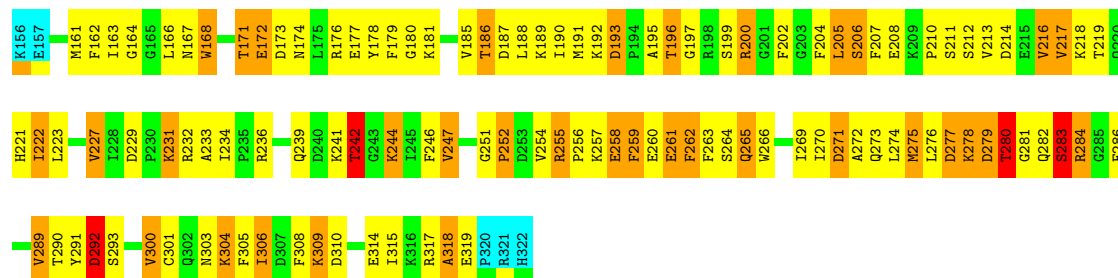 K156 E157 M161 F162 I163 G164 G165 L166 N167 W168 T171 E172 D173 N174 L175 R176 E177 Y178 F179 G180 K181 V185 T186 D187 L188 K189 I190 M191 K192 D193 P194 A195 T196 G197 R198 S199 R200 G201 F202 G203 F204 L205 S206 F207 E208 K209 P210 S211 S212 V213 D214 E215 V216 V217 K218 T219
H221 I222 L223 V227 I228 D229 P230 K231 R232 A233 I234 P235 R236 Q239 D240 K241 T242 G243 K244 I245 F246 V247 G251 P252 D253 V254 R255 P256 K257 E258 F259 E260 E261 F262 F263 S264 Q265 W266 I269 I270 D271 A272 Q273 L274 M275 L276 D277 K278 D279 T280 G281 Q282 S283 R284 G285
V289 T290 Y291 D292 S293 V300 C301 Q302 N303 K304 F305 I306 D307 F308 K309 D310 E314 I315 K316 R317 A318 E319 P320 R321 H322